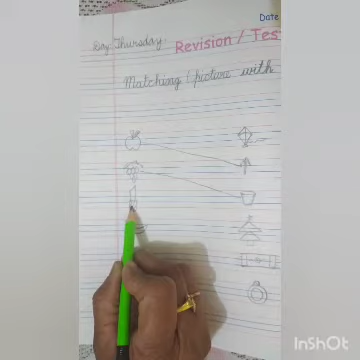 Date
Day: Thursday.
Revision / Tes
Matching (picture with
InShot